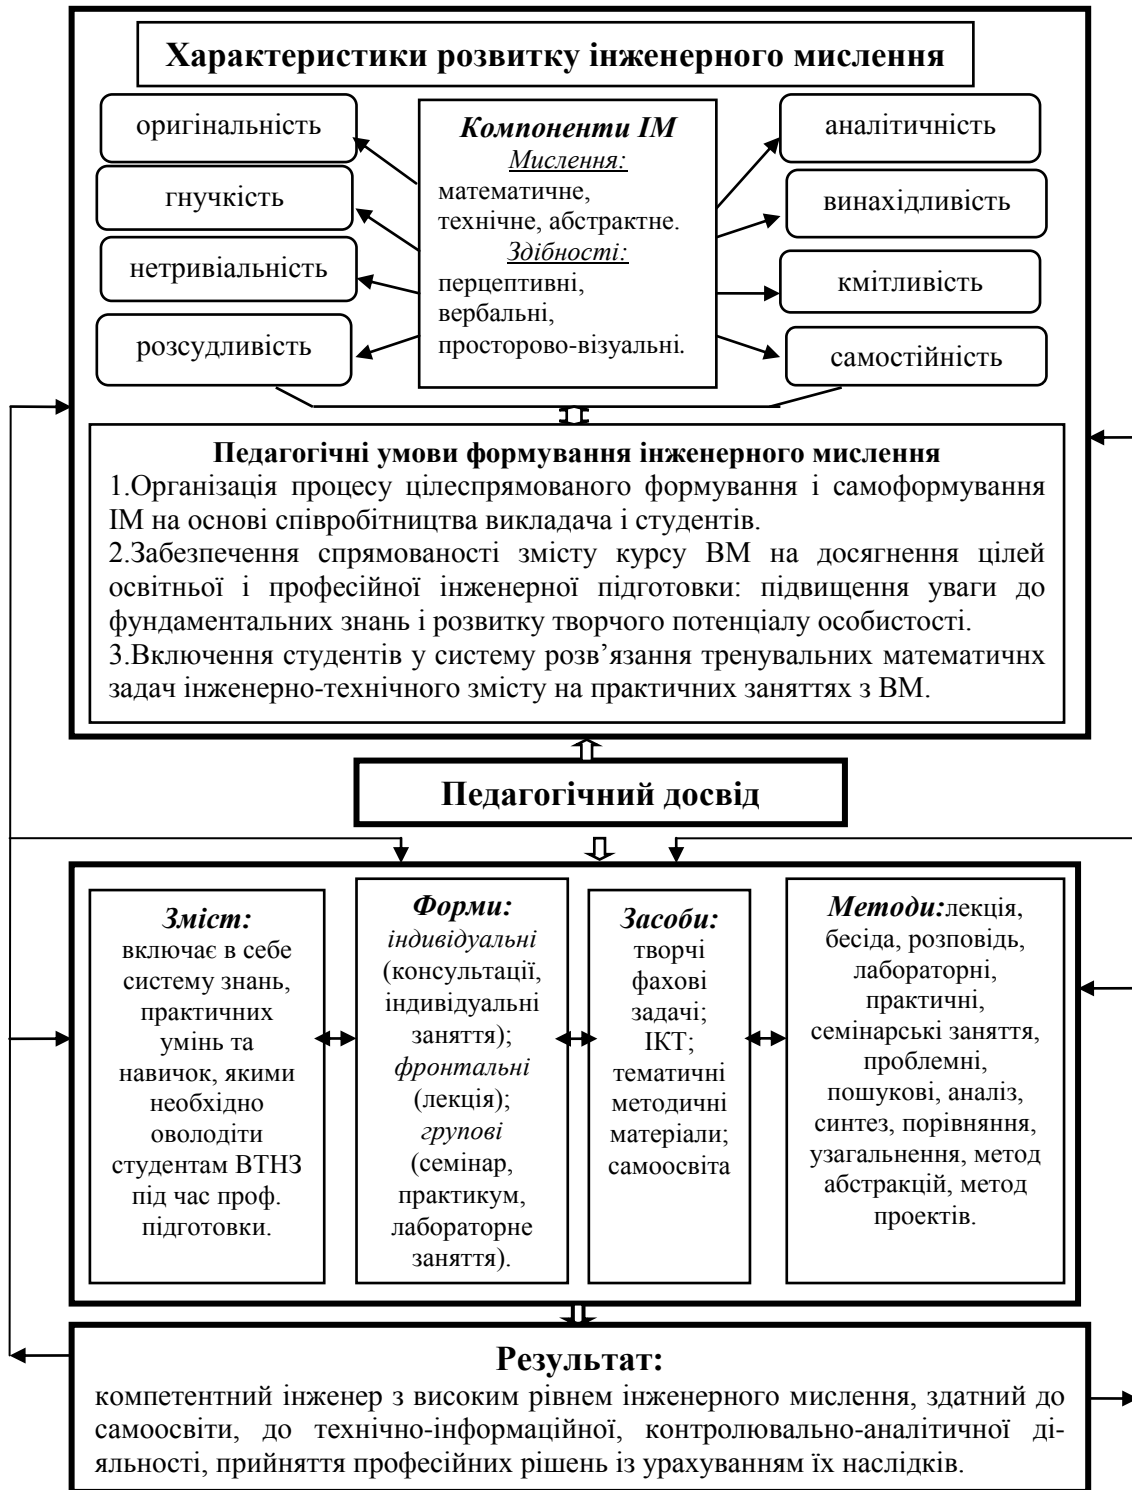 Характеристики розвитку інженерного мислення
оригінальність
гнучкість
нетривіальність
розсудливість
Компоненти ІМ
Мислення:
математичне,
технічне, абстрактне.
Здібності:
перцептивні,
вербальні,
просторово-візуальні.
аналітичність
винахідливість
кмітливість
самостійність
Педагогічні умови формування інженерного мислення
1.Організація процесу цілеспрямованого формування і самоформування
ІМ на основі співробітництва викладача і студентів.
2.Забезпечення спрямованості змісту курсу ВМ на досягнення цілей
освітньої і професійної інженерної підготовки: підвищення уваги до
фундаментальних знань і розвитку творчого потенціалу особистості.
3.Включення студентів у систему розв’язання тренувальних математичнх
задач інженерно-технічного змісту на практичних заняттях з ВМ.
Педагогічний досвід
Зміст:
включає в себе
систему знань,
практичних
умінь та
навичок, якими
необхідно
оволодіти
студентам ВТНЗ
під час проф.
підготовки.
Форми:
індивідуальні
(консультації,
індивідуальні
заняття);
фронтальні
(лекція);
групові
(семінар,
практикум,
лабораторне
заняття).
Засоби:
творчі
фахові
задачі;
ІКТ;
тематичні
методичні
матеріали;
самоосвіта
Методи:лекція,
бесіда, розповідь,
лабораторні,
практичні,
семінарські заняття,
проблемні,
пошукові, аналіз,
синтез, порівняння,
узагальнення, метод
абстракцій, метод
проектів.
Результат:
компетентний інженер з високим рівнем інженерного мислення, здатний до
самоосвіти, до технічно-інформаційної, контролювально-аналітичної ді-
яльності, прийняття професійних рішень із урахуванням їх наслідків.